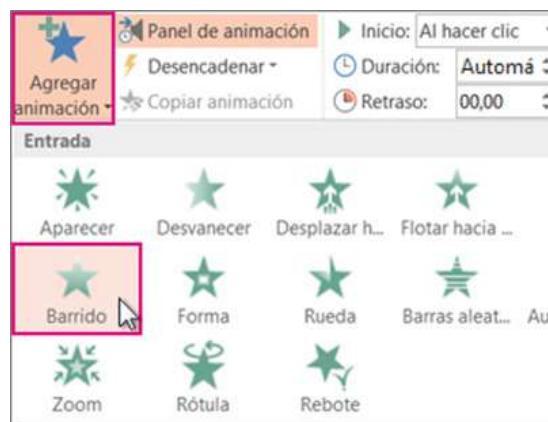 Agregar
animación
Panel de animación
Desencadenar
Copiar animación
Inicio: Al hacer clic
Duración: Automá
Retraso: 00,00
Entrada
Aparecer Desvanecer Desplazar h... Flotar hacia ...
Barrido Forma Rueda Barras aleat... Au
Zoom Rótula Rebote